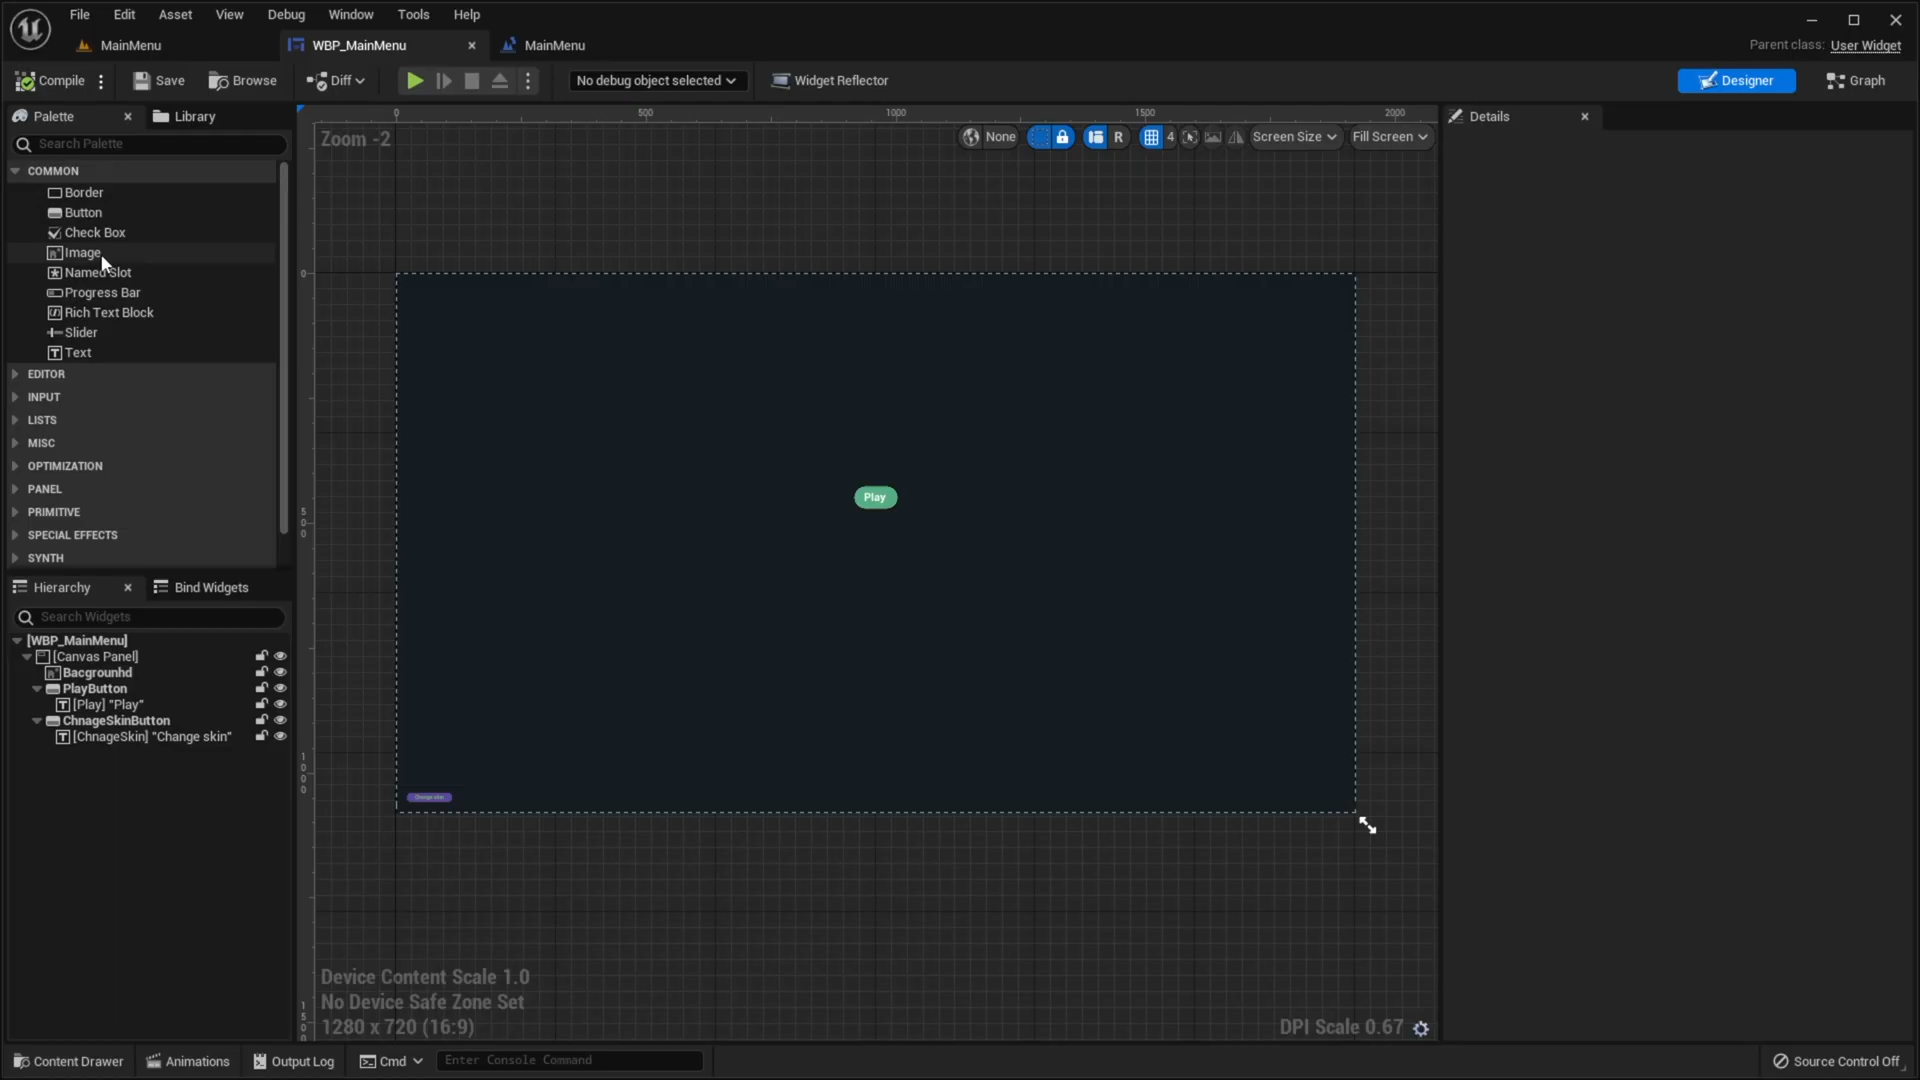 File Edit Asset View Debug Window Tools Help
MainMenu WBP_MainMenu MainMenu Parent class: User Widget
Compile Save Browse Diff No debug object selected Widget Reflector Designer Graph
Palette Library Details
Search Palette
COMMON
Border
Button
Check Box
Image
Named Slot
Progress Bar
Rich Text Block
Slider
Text
EDITOR
INPUT
LISTS
MISC
OPTIMIZATION
PANEL
PRIMITIVE
SPECIAL EFFECTS
SYNTH
Hierarchy Bind Widgets
Search Widgets
[WBP_MainMenu]
[Canvas Panel]
Bacgrounhd
PlayButton
[Play] "Play"
ChnageSkinButton
[ChnageSkin] "Change skin"
0 500 1000 1500 2000
Zoom -2 None R 4 Screen Size Fill Screen
0
500
1000
150
Play
Change skin
Device Content Scale 1.0
No Device Safe Zone Set
1280 x 720 (16:9) DPI Scale 0.67
Content Drawer Animations Output Log Cmd Enter Console Command Source Control Off